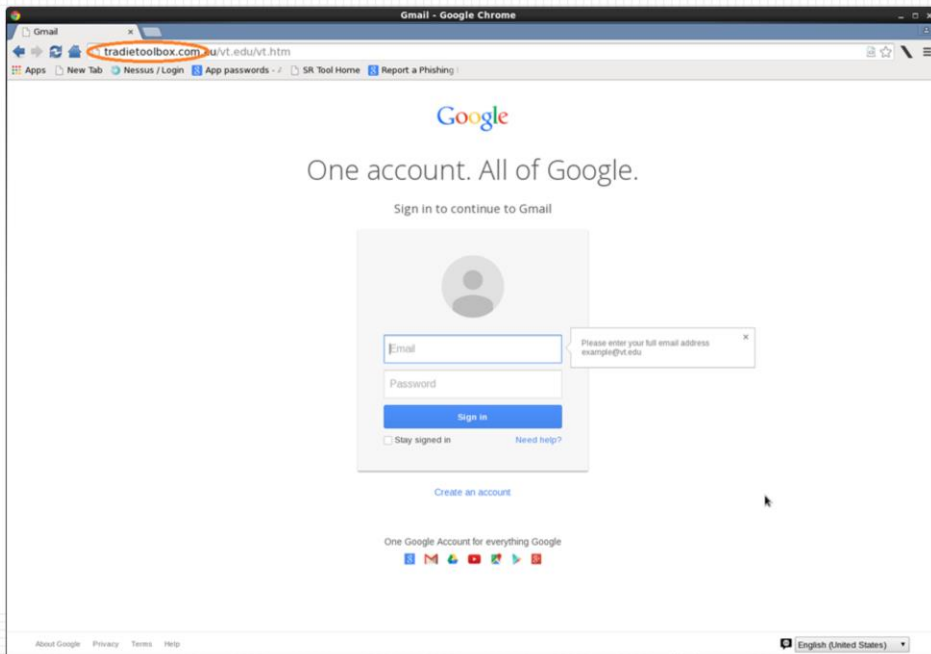 Gmail - Google Chrome
Gmail
tradietoolbox.com.au/vt.edu/vt.htm
Apps New Tab Nessus / Login App passwords - SR Tool Home Report a Phishing
Google
One account. All of Google.
Sign in to continue to Gmail
Email
Please enter your full email address
example@vt.edu
Password
Sign in
Stay signed in Need help?
Create an account
One Google Account for everything Google
About Google Privacy Terms Help
English (United States)